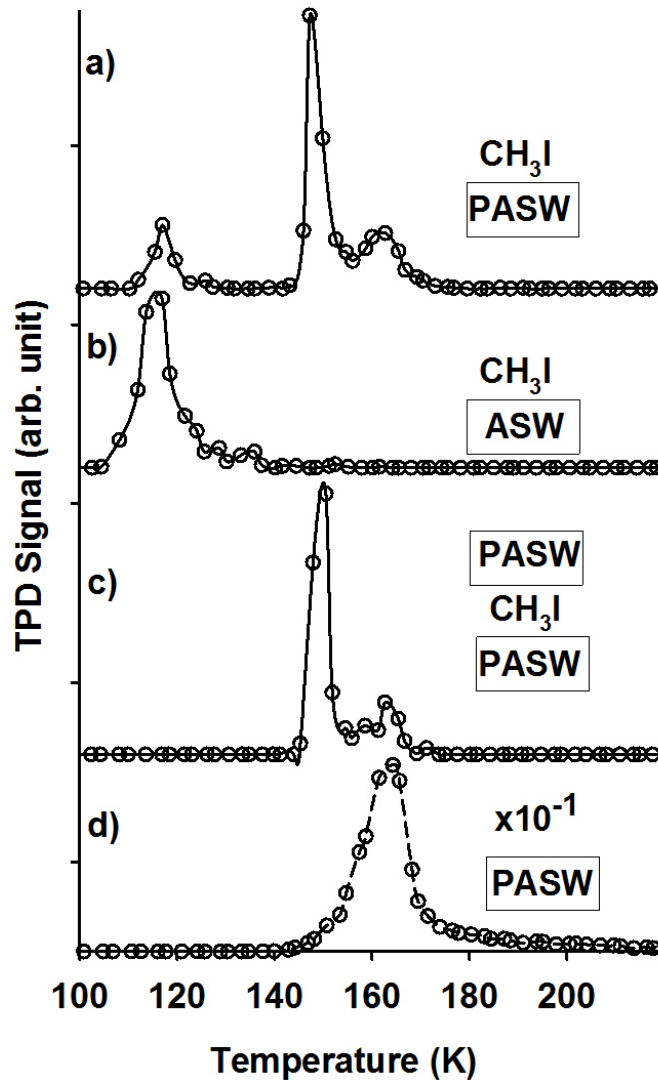 a)
CH₃I
PASW
b)
CH₃I
ASW
c)
PASW
CH₃I
PASW
d)
x10⁻¹
PASW
TPD Signal (arb. unit)
100 120 140 160 180 200
Temperature (K)